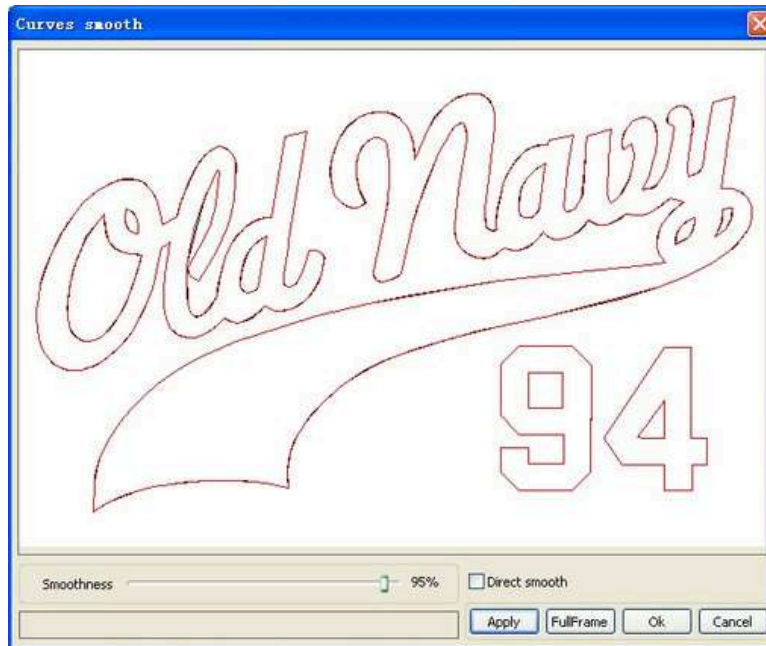 Curves smooth
Old Navy
94
Smoothness 95% Direct smooth
Apply FullFrame Ok Cancel